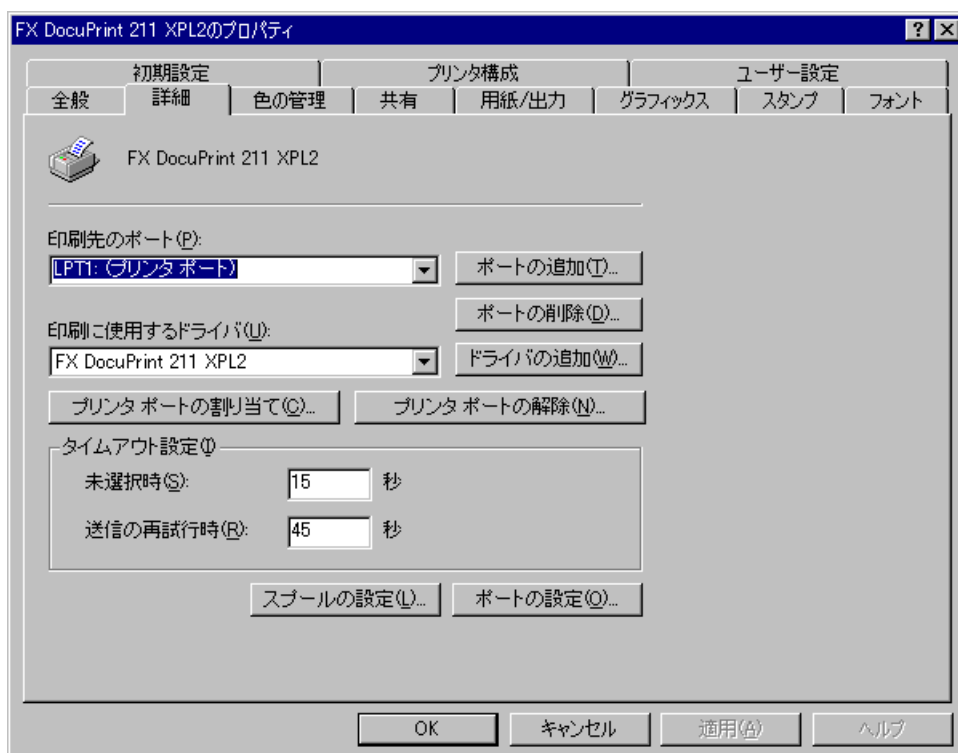 FX DocuPrint 211 XPL2のプロパティ
初期設定 プリンタ構成 ユーザー設定
全般 詳細 色の管理 共有 用紙/出力 グラフィックス スタンプ フォント
FX DocuPrint 211 XPL2
印刷先のポート(P):
LPT1: (プリンタ ポート)
ポートの追加(T)...
ポートの削除(D)...
印刷に使用するドライバ(U):
FX DocuPrint 211 XPL2
ドライバの追加(W)...
プリンタ ポートの割り当て(C)... プリンタ ポートの解除(N)...
タイムアウト設定(I)
未選択時(S): 15 秒
送信の再試行時(R): 45 秒
スプールの設定(L)... ポートの設定(O)...
OK キャンセル 適用(A) ヘルプ